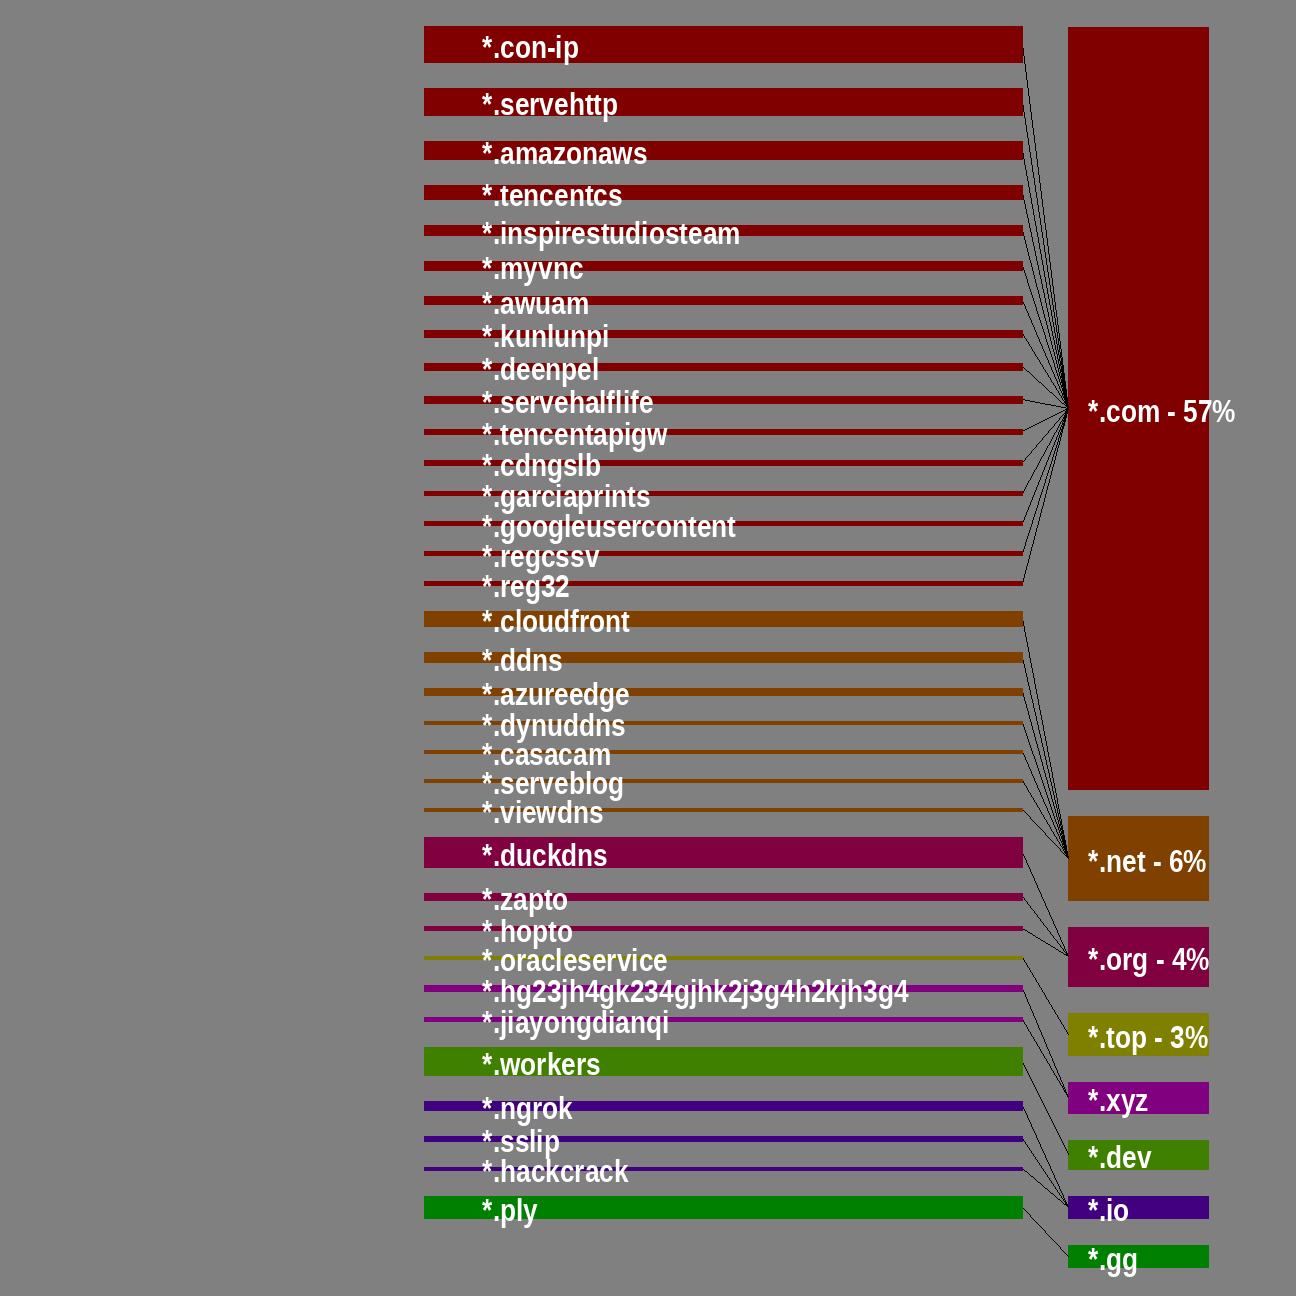 *.con-ip
*.servehttp
*.amazonaws
*.tencentcs
*.inspirestudiosteam
*.myvnc
*.awuam
*.kunlunpi
*.deenpel
*.servehalflife
*.tencentapigw
*.cdngslb
*.garciaprints
*.googleusercontent
*.regcssv
*.reg32
*.cloudfront
*.ddns
*.azureedge
*.dynuddns
*.casacam
*.serveblog
*.viewdns
*.duckdns
*.zapto
*.hopto
*.oracleservice
*.hg23jh4gk234gjhk2j3g4h2kjh3g4
*.jiayongdianqi
*.workers
*.ngrok
*.sslip
*.hackcrack
*.ply
*.com - 57%
*.net - 6%
*.org - 4%
*.top - 3%
*.xyz
*.dev
*.io
*.gg